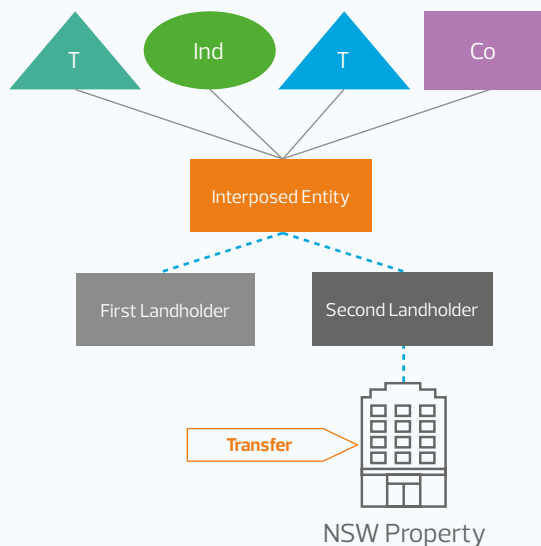 T
Ind
T
Co
Interposed Entity
First Landholder
Second Landholder
Transfer
NSW Property